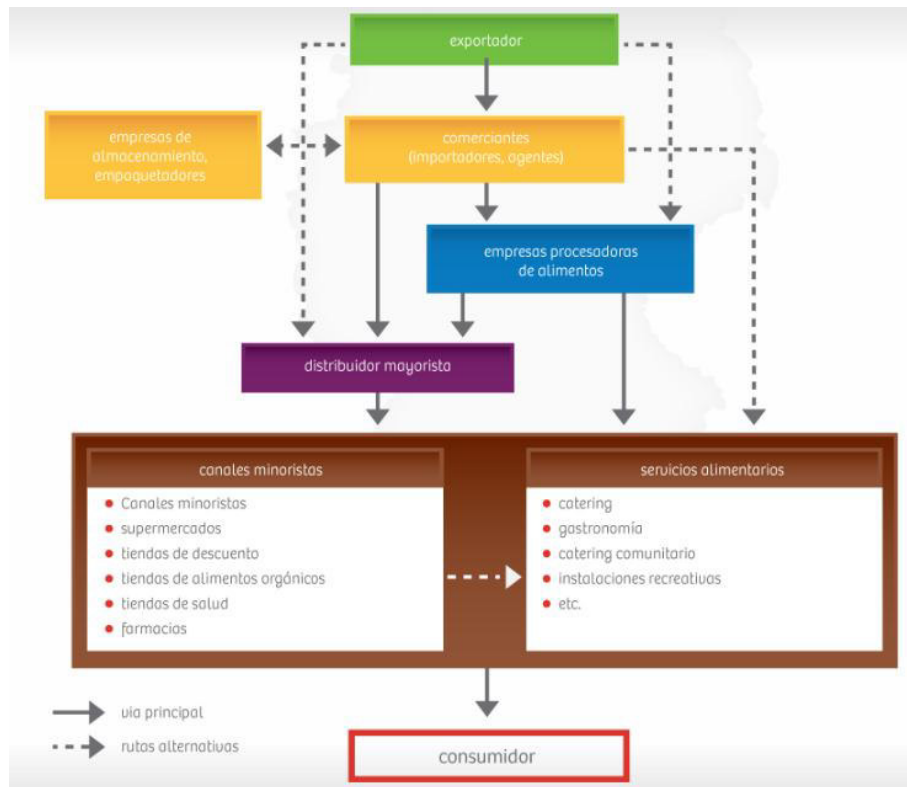 exportador
empresas de
almacenamiento,
empaquetadores
comerciantes
(importadores, agentes)
empresas procesadoras
de alimentos
distribuidor mayorista
canales minoristas
Canales minoristas
supermercados
tiendas de descuento
tiendas de alimentos orgánicos
tiendas de salud
farmacias
servicios alimentarios
catering
gastronomía
catering comunitario
instalaciones recreativas
etc.
via principal
rutas alternativas
consumidor